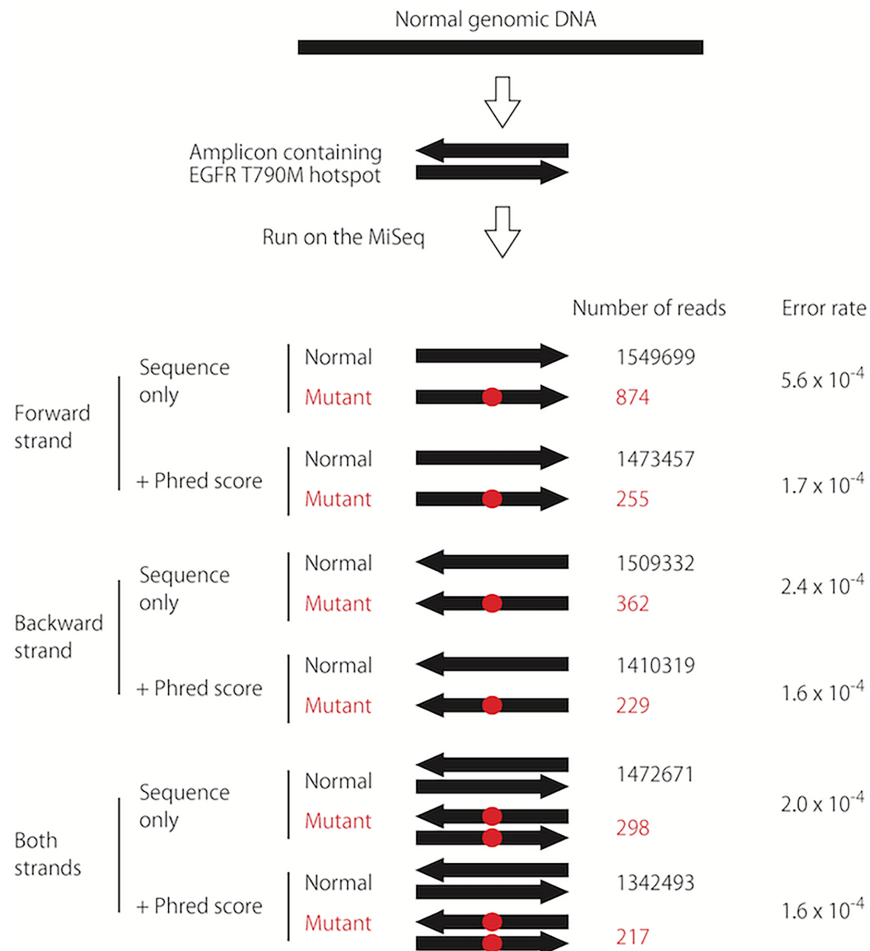 Normal genomic DNA
Amplicon containing
EGFR T790M hotspot
Run on the MiSeq
Number of reads Error rate
Forward
strand
Sequence
only
Normal 1549699
Mutant 874
5.6 x 10-4
+ Phred score
Normal 1473457
Mutant 255
1.7 x 10-4
Backward
strand
Sequence
only
Normal 1509332
Mutant 362
2.4 x 10-4
+ Phred score
Normal 1410319
Mutant 229
1.6 x 10-4
Both
strands
Sequence
only
Normal 1472671
Mutant 298
2.0 x 10-4
+ Phred score
Normal 1342493
Mutant 217
1.6 x 10-4